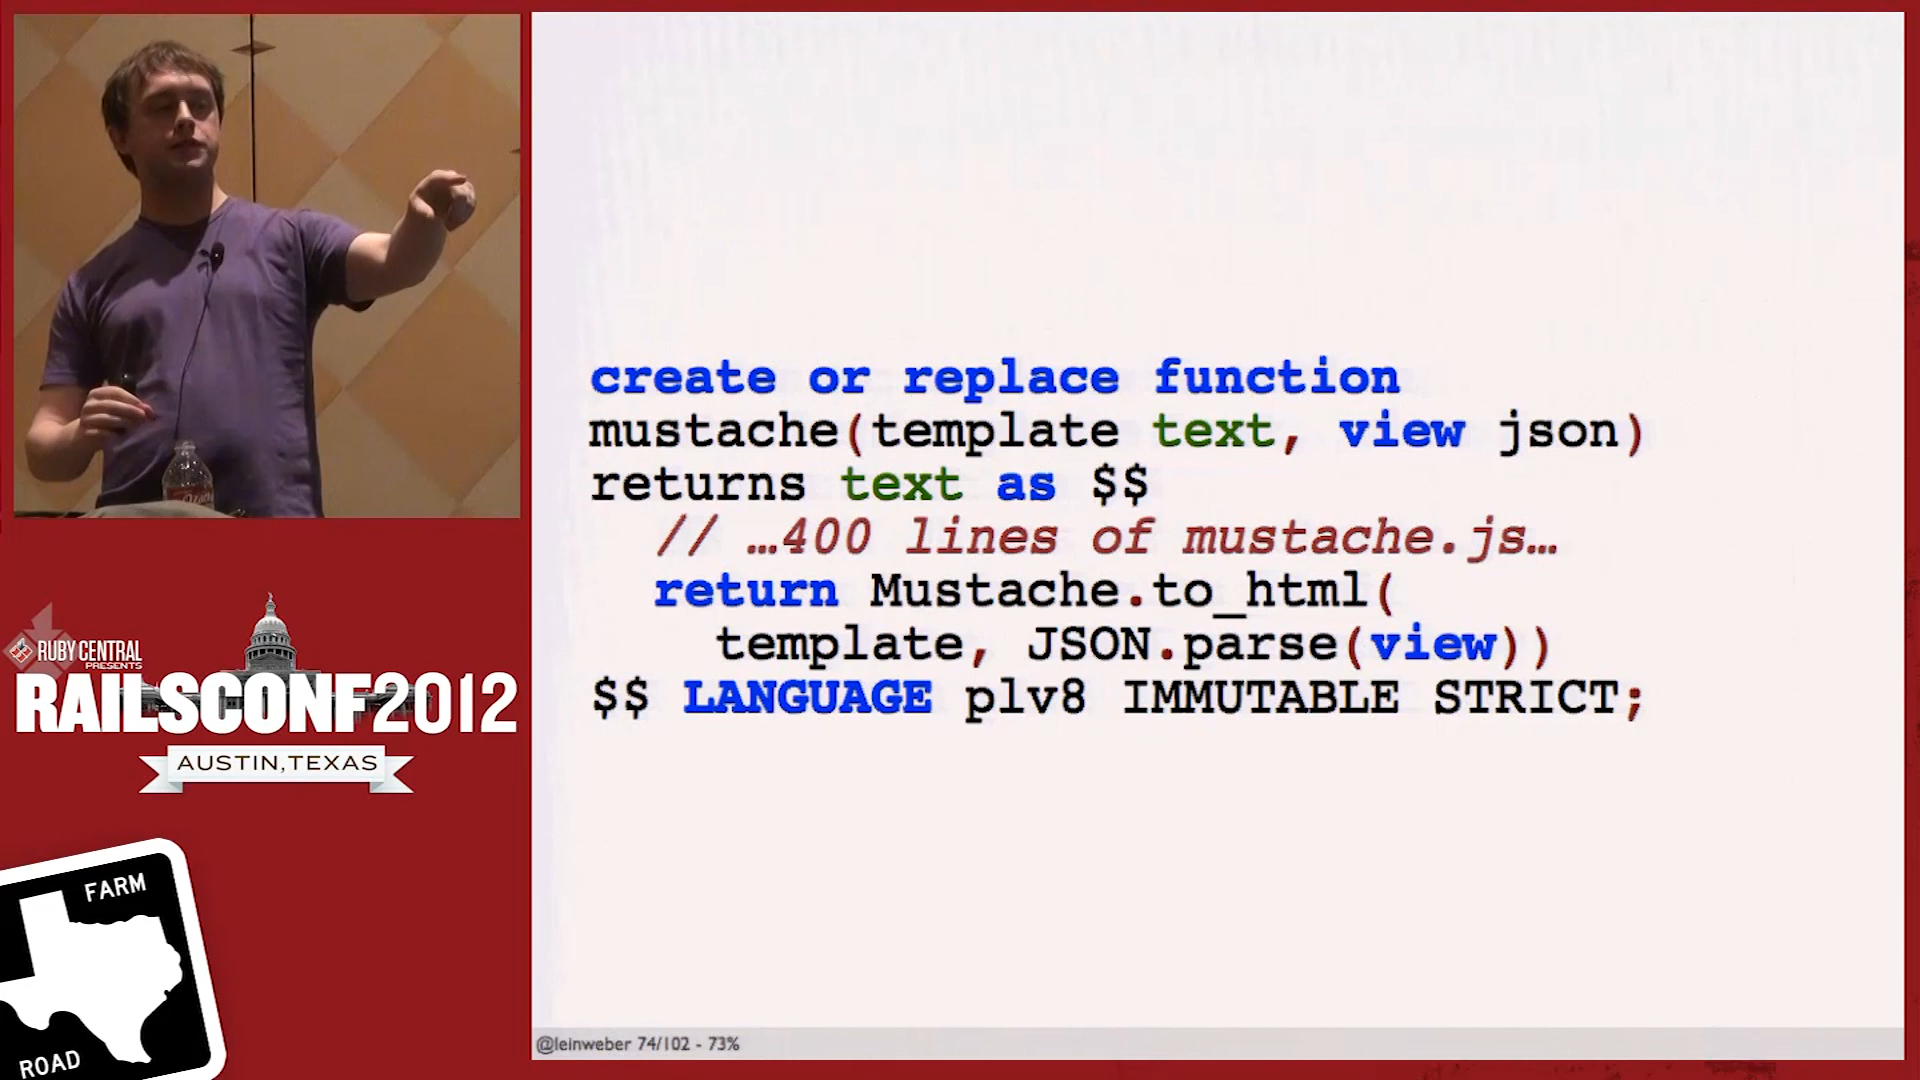 create or replace function
mustache(template text, view json)
returns text as $$
// …400 lines of mustache.js…
return Mustache.to_html(
template, JSON.parse(view))
$$ LANGUAGE plv8 IMMUTABLE STRICT;
RUBY CENTRAL
PRESENTS
RAILSCONF2012
AUSTIN, TEXAS
FARM
ROAD
@leinweber 74/102 - 73%